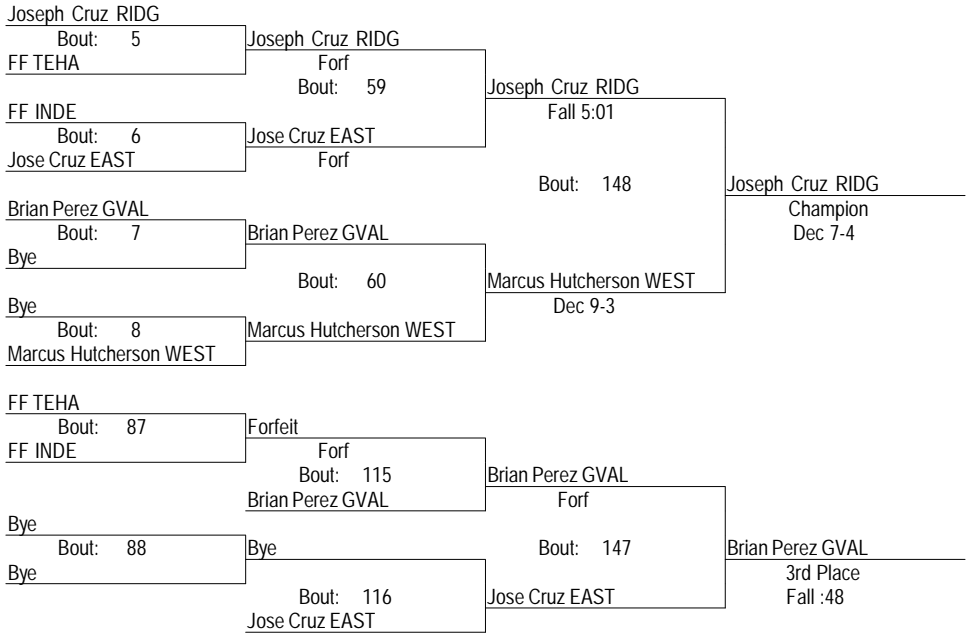 Joseph Cruz RIDG
Bout: 5
Joseph Cruz RIDG
FF TEHA
Forf
Bout: 59
Joseph Cruz RIDG
FF INDE
Fall 5:01
Bout: 6
Jose Cruz EAST
Jose Cruz EAST
Forf
Bout: 148
Joseph Cruz RIDG
Brian Perez GVAL
Champion
Bout: 7
Brian Perez GVAL
Dec 7-4
Bye
Bout: 60
Marcus Hutcherson WEST
Bye
Dec 9-3
Bout: 8
Marcus Hutcherson WEST
Marcus Hutcherson WEST
FF TEHA
Bout: 87
Forfeit
FF INDE
Forf
Bout: 115
Brian Perez GVAL
Brian Perez GVAL
Forf
Bye
Bout: 88
Bye
Bout: 147
Brian Perez GVAL
Bye
3rd Place
Bout: 116
Jose Cruz EAST
Fall :48
Jose Cruz EAST